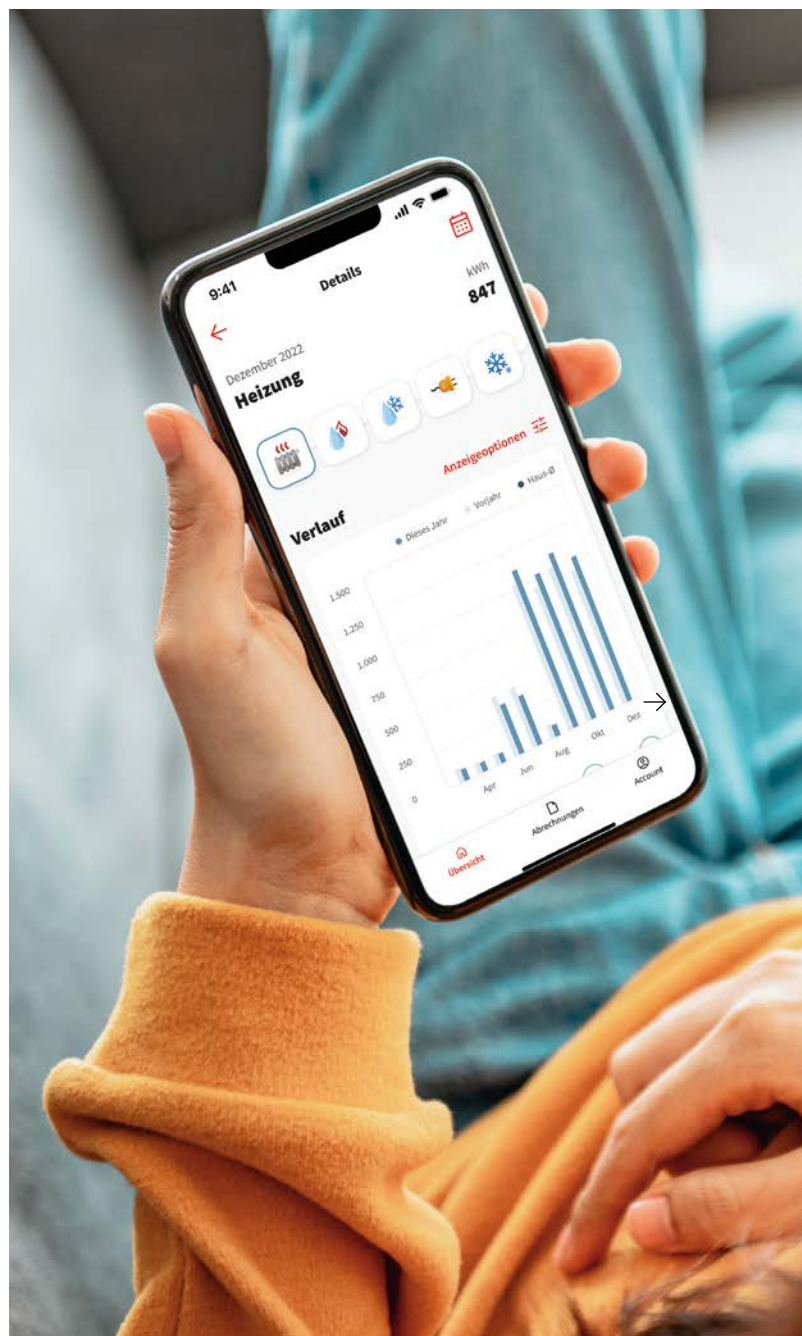 9:41
Details
kWh
847
Dezember 2022
Heizung
Anzeigeoptionen
Verlauf
Dieses Jahr
Vorjahr
Haus-Ø
1.500
1.250
1.000
750
500
250
0
Apr
Jun
Aug
Okt
Dez
Übersicht
Abrechnungen
Account